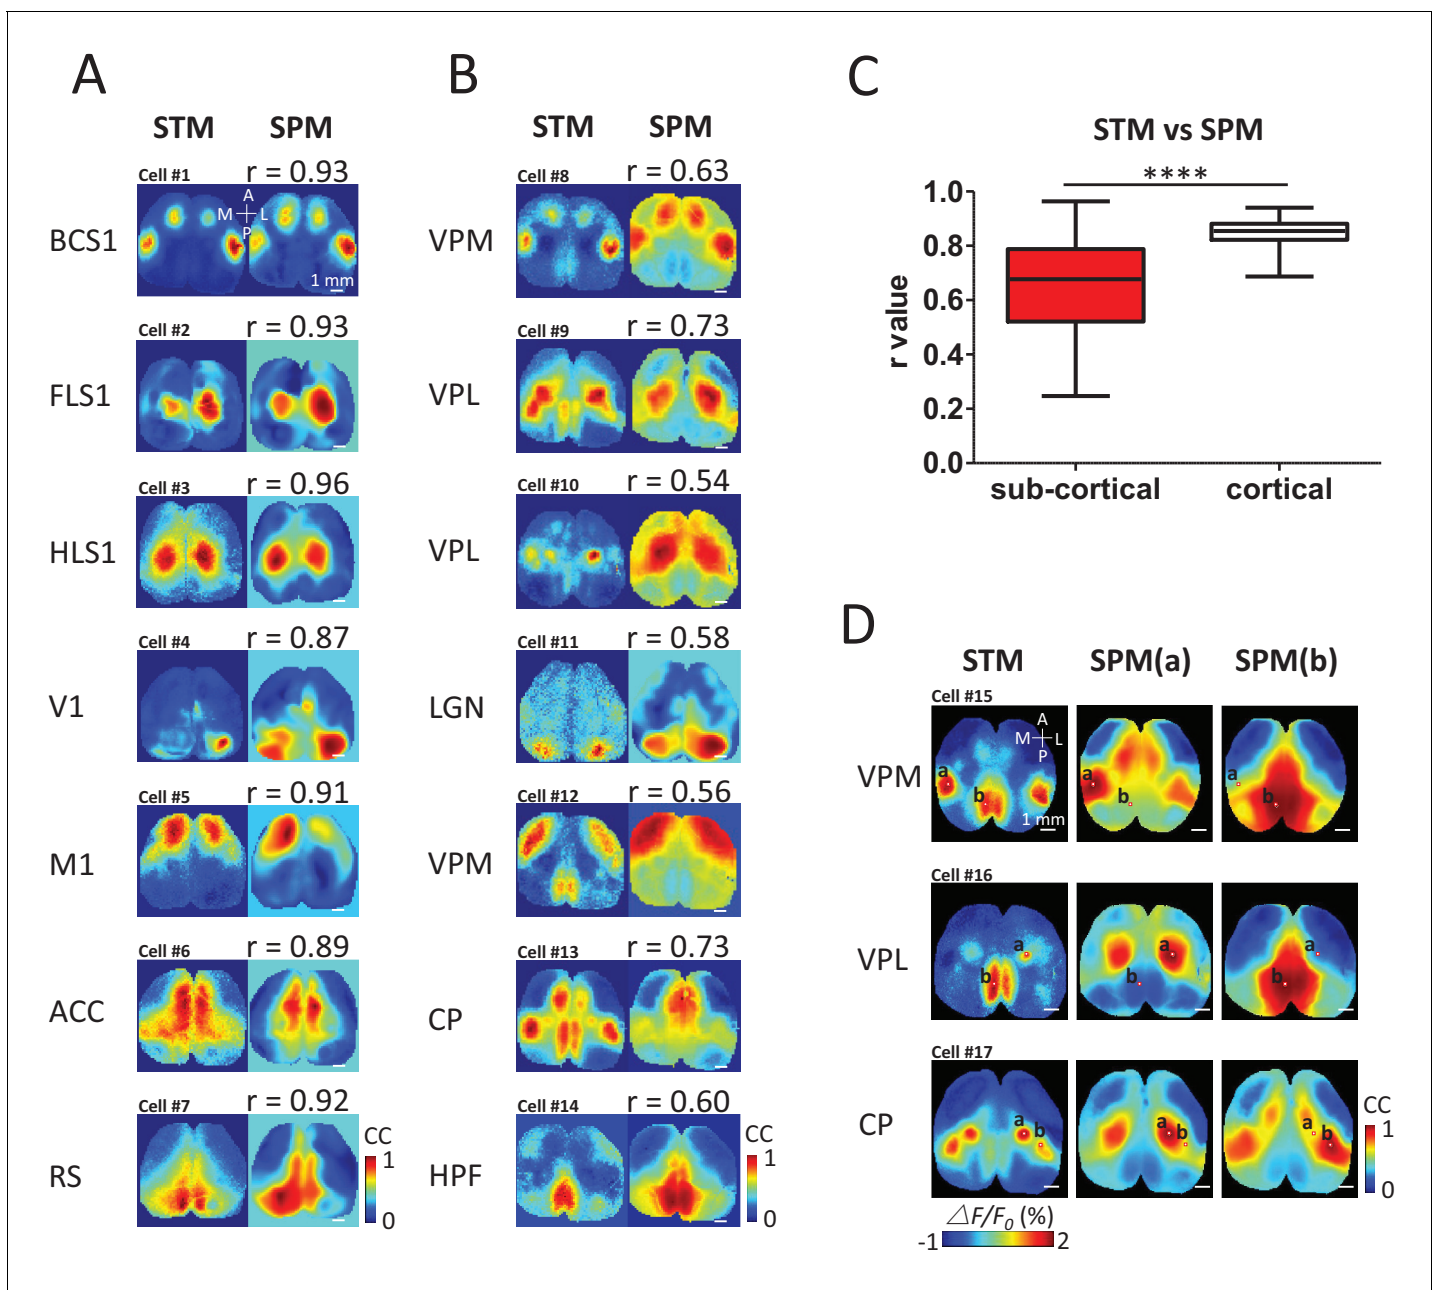 A
STM SPM
Cell #1 r = 0.93
BCS1
A
M L
P
1 mm
Cell #2 r = 0.93
FLS1
Cell #3 r = 0.96
HLS1
Cell #4 r = 0.87
V1
Cell #5 r = 0.91
M1
Cell #6 r = 0.89
ACC
Cell #7 r = 0.92
RS
CC
1
0
B
STM SPM
Cell #8 r = 0.63
VPM
Cell #9 r = 0.73
VPL
Cell #10 r = 0.54
VPL
Cell #11 r = 0.58
LGN
Cell #12 r = 0.56
VPM
Cell #13 r = 0.73
CP
Cell #14 r = 0.60
HPF
CC
1
0
C
STM vs SPM
****
r value
1.0
0.8
0.6
0.4
0.2
0.0
sub-cortical cortical
D
STM SPM(a) SPM(b)
Cell #15
VPM
A
M L
P
a a a
b b b
1 mm
Cell #16
VPL
a a a
b b b
Cell #17
CP
a a a
b b b
CC
1
0
△F/F0 (%)
-1 2